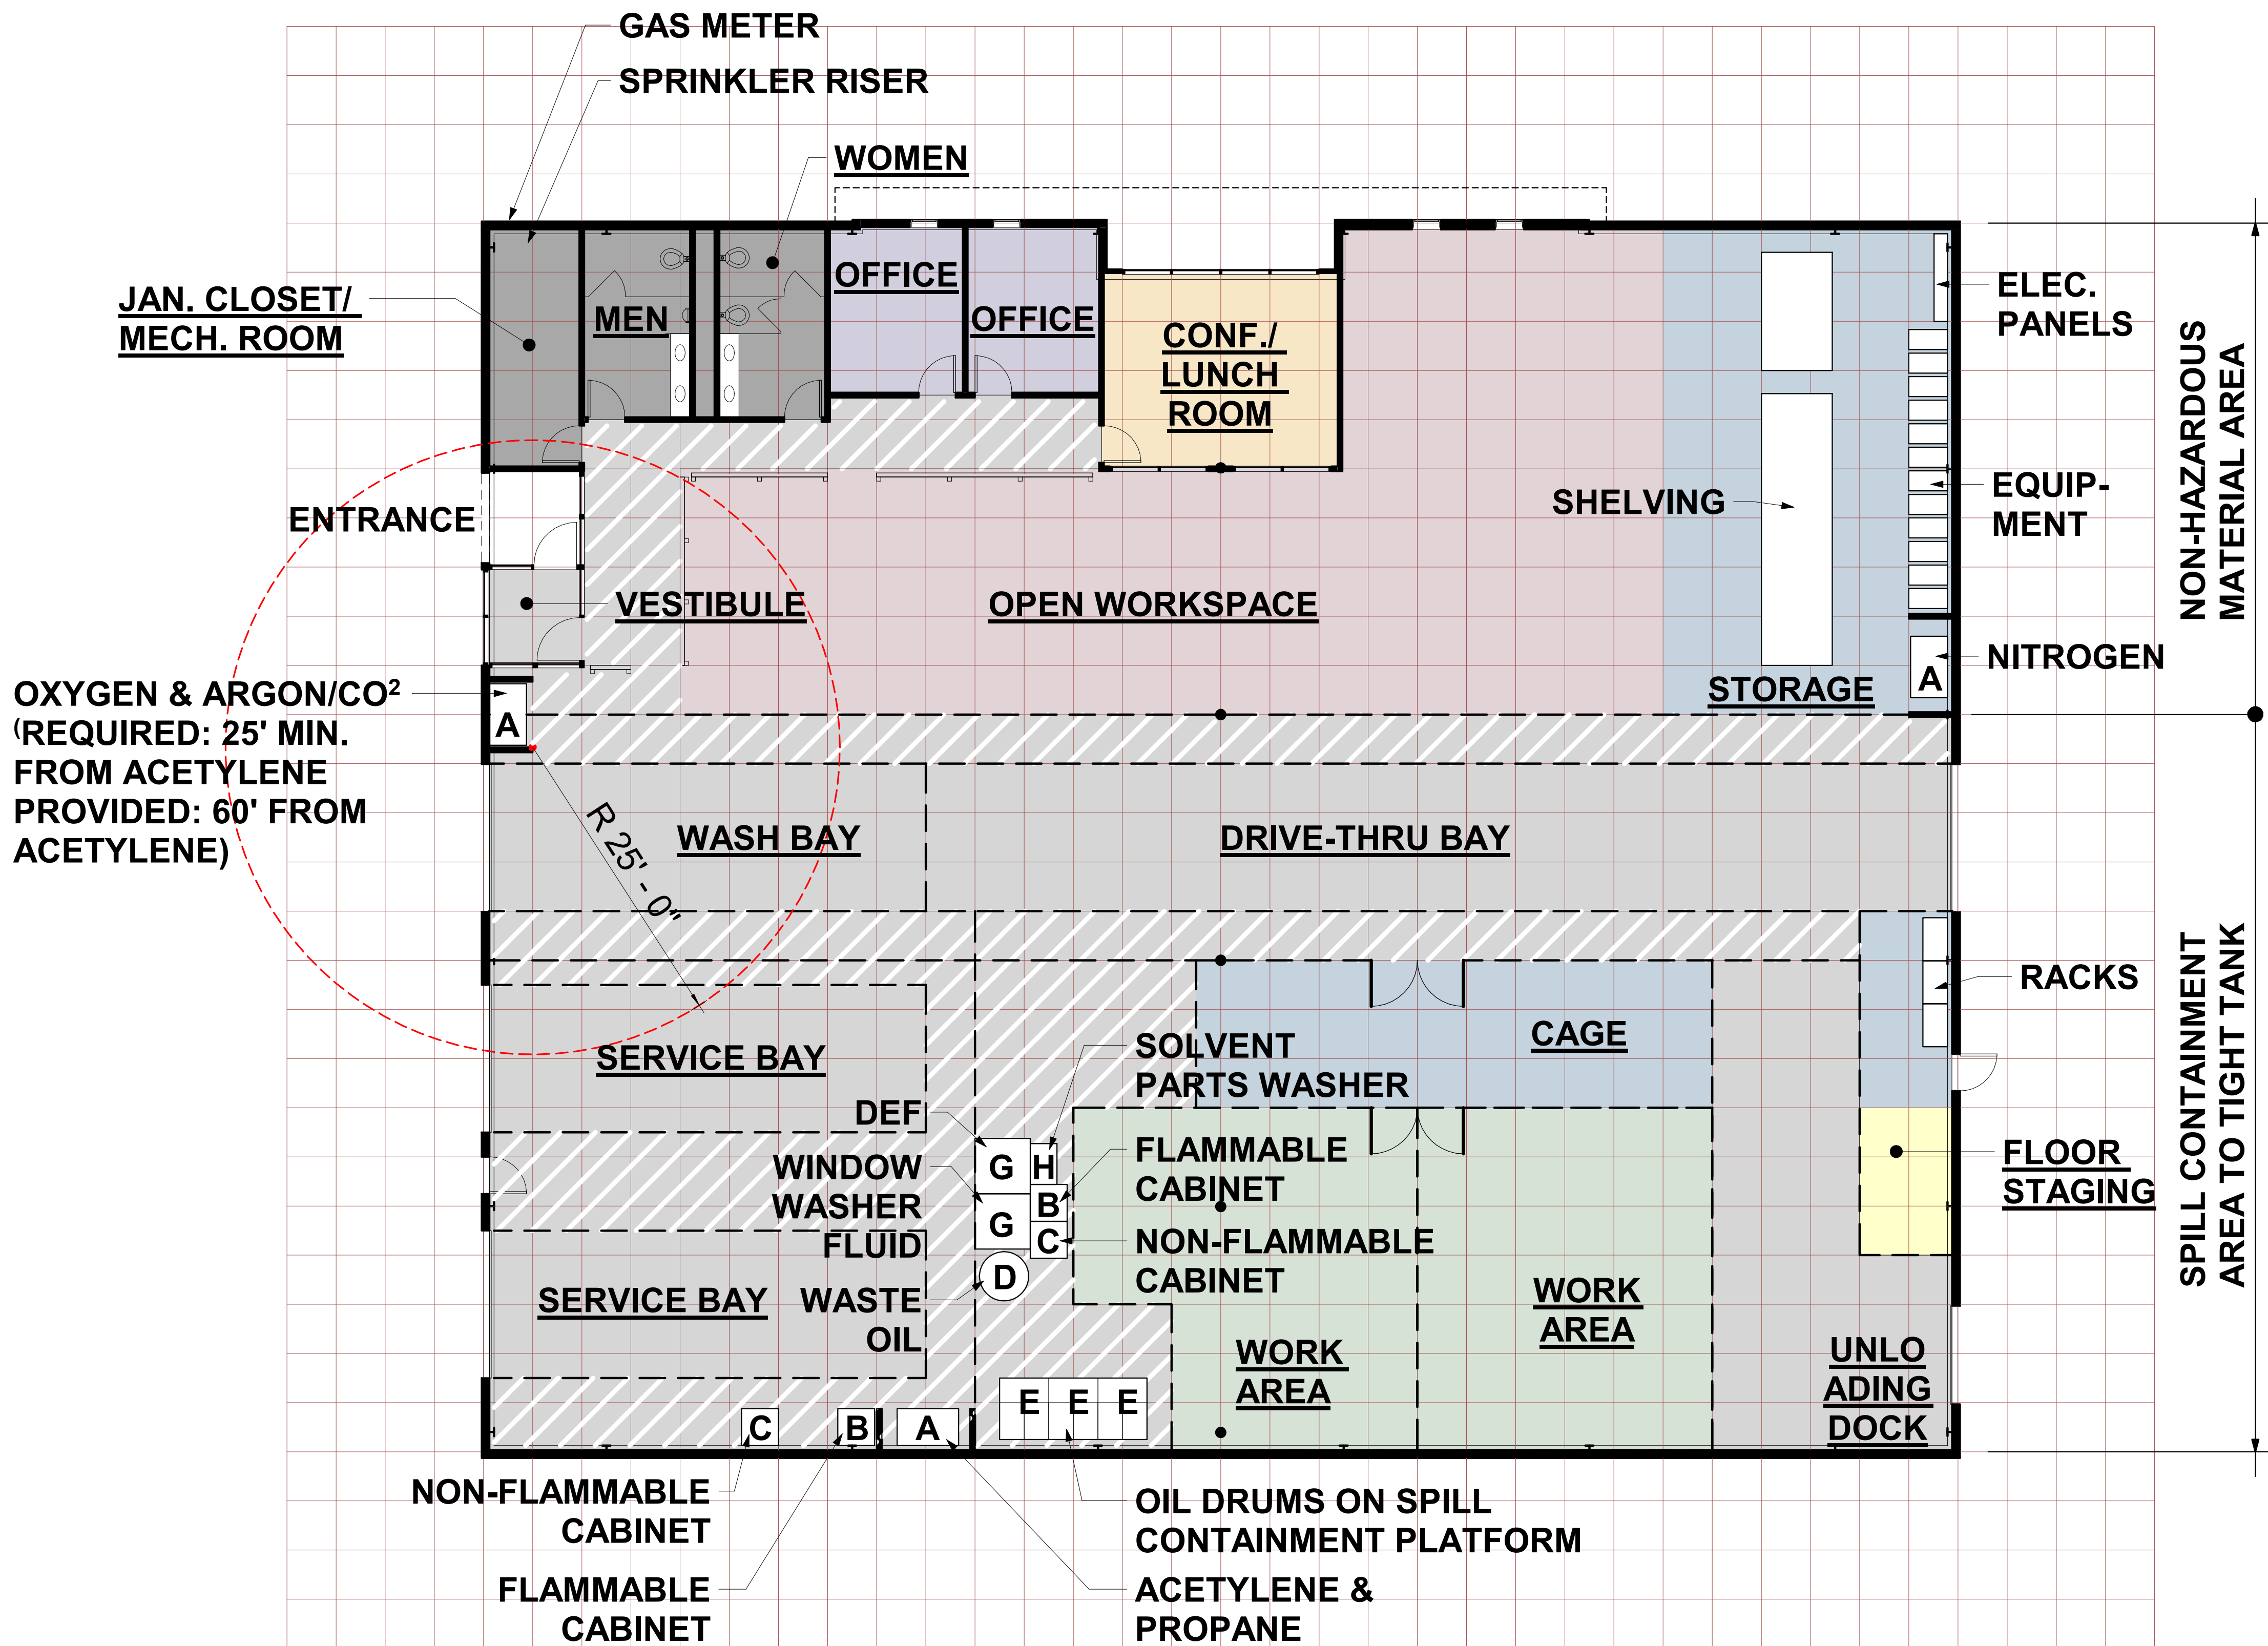 GAS METER
SPRINKLER RISER
WOMEN
JAN. CLOSET/
MECH. ROOM
MEN
OFFICE
OFFICE
CONF./
LUNCH
ROOM
ELEC.
PANELS
NON-HAZARDOUS
MATERIAL AREA
SHELVING
EQUIP-
MENT
ENTRANCE
VESTIBULE
OPEN WORKSPACE
NITROGEN
A
STORAGE
OXYGEN & ARGON/CO²
(REQUIRED: 25' MIN.
FROM ACETYLENE
PROVIDED: 60' FROM
ACETYLENE)
A
R 25' - 0"
WASH BAY
DRIVE-THRU BAY
SPILL CONTAINMENT
AREA TO TIGHT TANK
RACKS
CAGE
SERVICE BAY
SOLVENT
PARTS WASHER
DEF
G
H
FLAMMABLE
CABINET
WINDOW
WASHER
FLUID
G
B
C
NON-FLAMMABLE
CABINET
FLOOR
STAGING
D
WASTE
OIL
SERVICE BAY
WORK
AREA
WORK
AREA
UNLO
ADING
DOCK
E E E
C
B
A
NON-FLAMMABLE
CABINET
OIL DRUMS ON SPILL
CONTAINMENT PLATFORM
FLAMMABLE
CABINET
ACETYLENE &
PROPANE